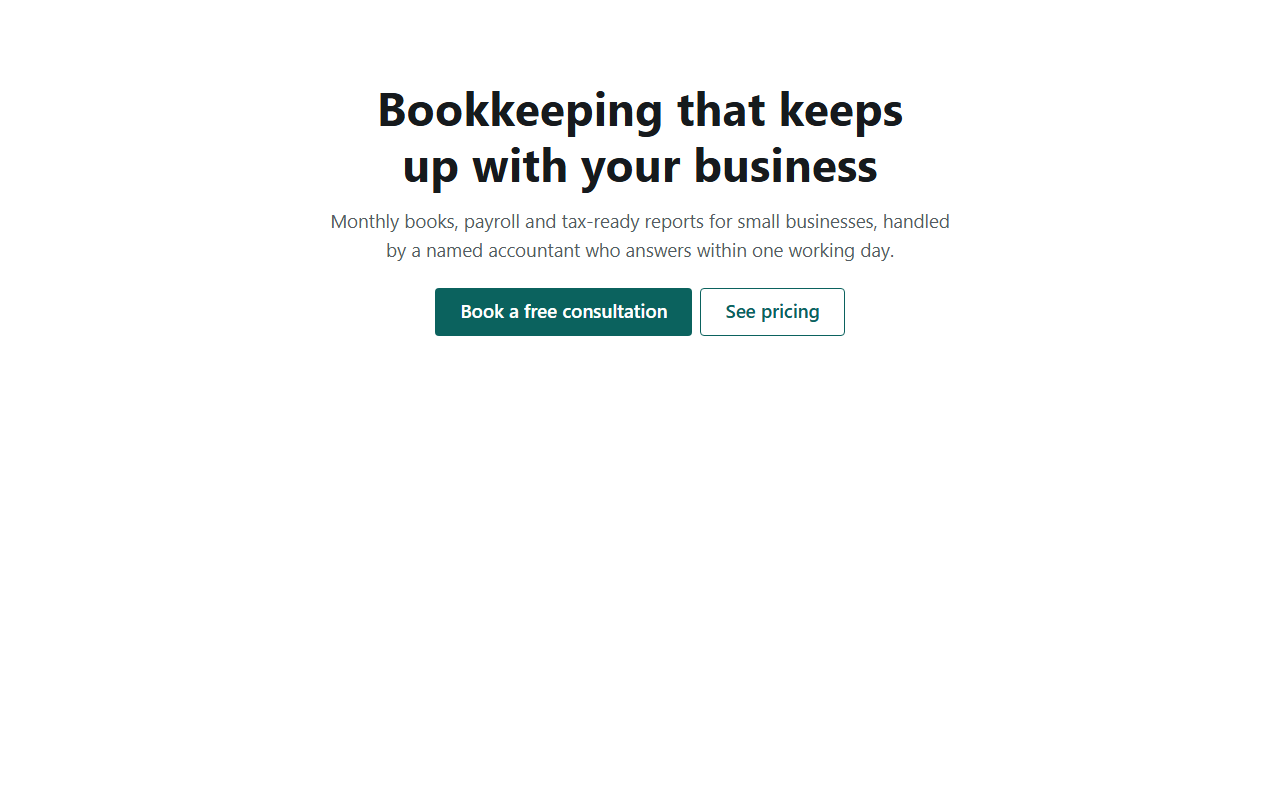 Bookkeeping that keeps
up with your business
Monthly books, payroll and tax-ready reports for small businesses, handled
by a named accountant who answers within one working day.
Book a free consultation
See pricing